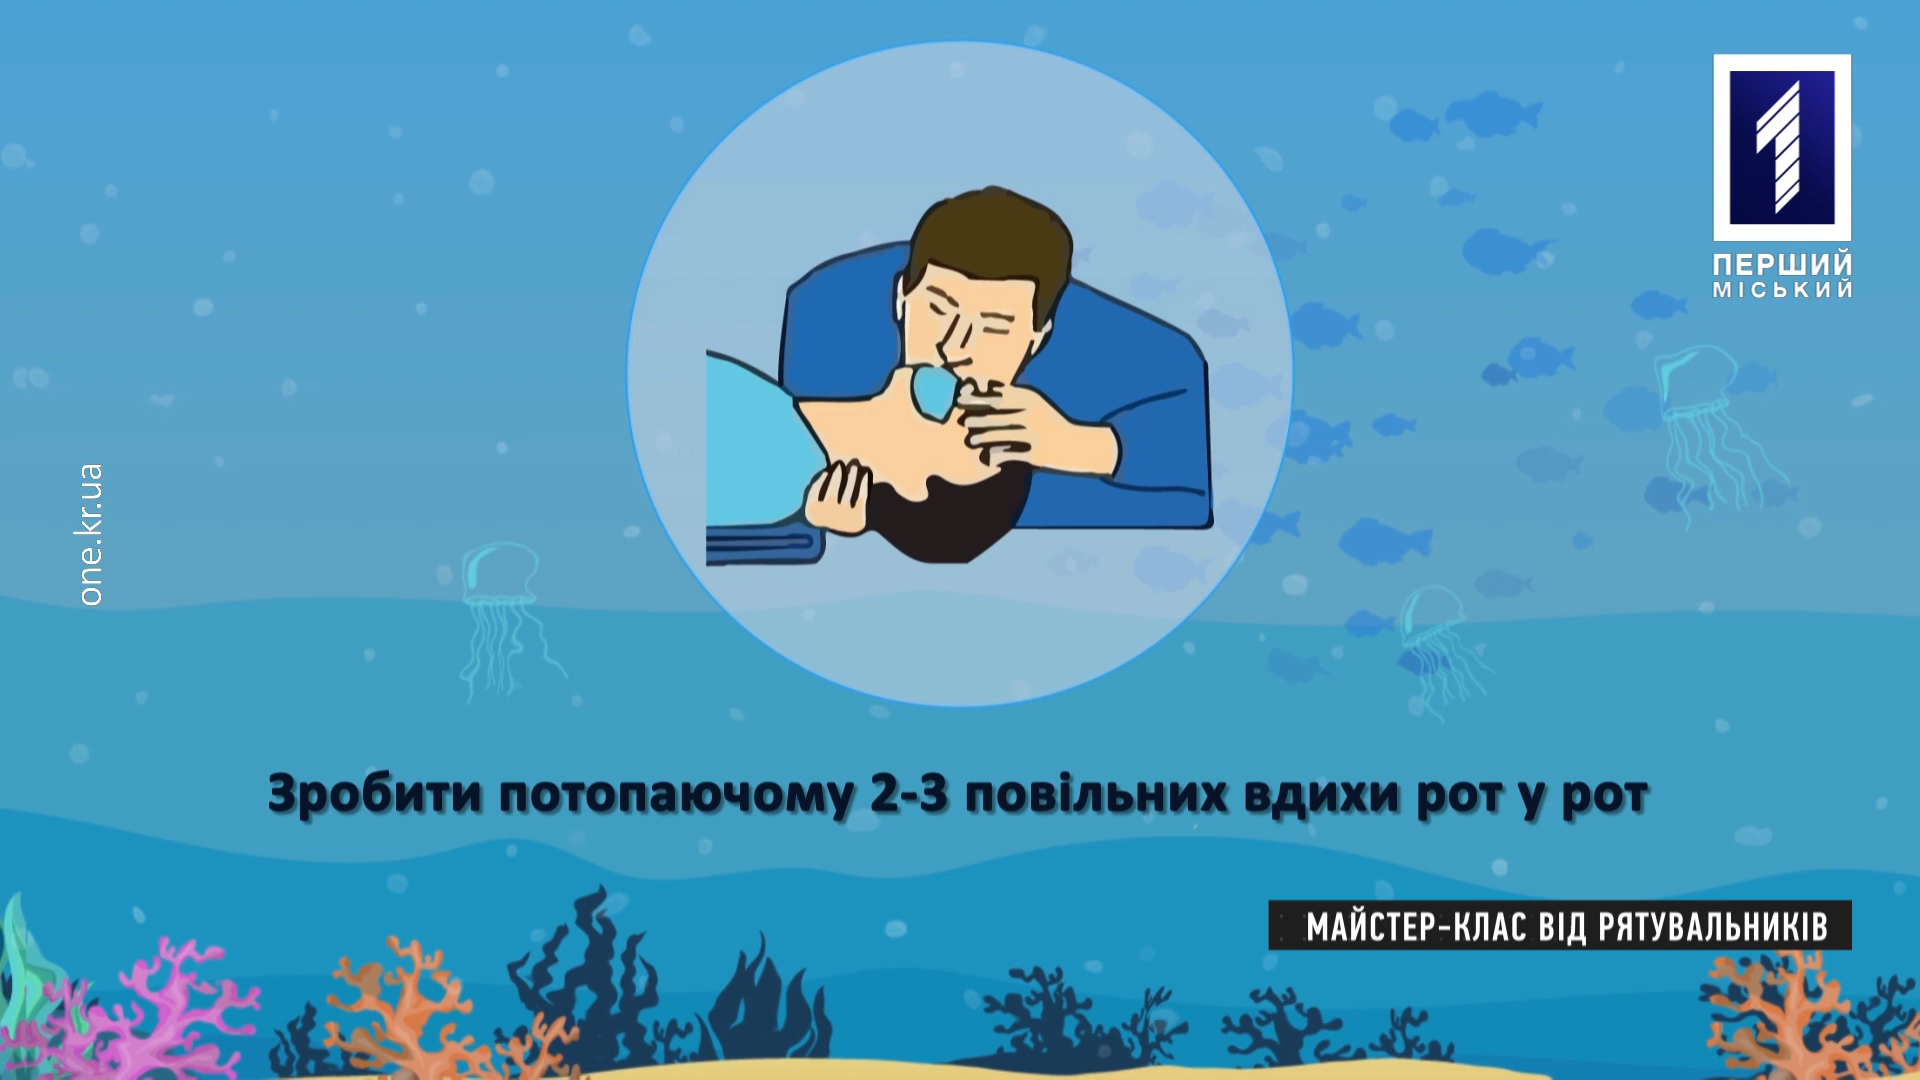 ПЕРШИЙ
МІСЬКИЙ
one.kr.ua
Зробити потопаючому 2-3 повільних вдихи рот у рот
МАЙСТЕР-КЛАС ВІД РЯТУВАЛЬНИКІВ